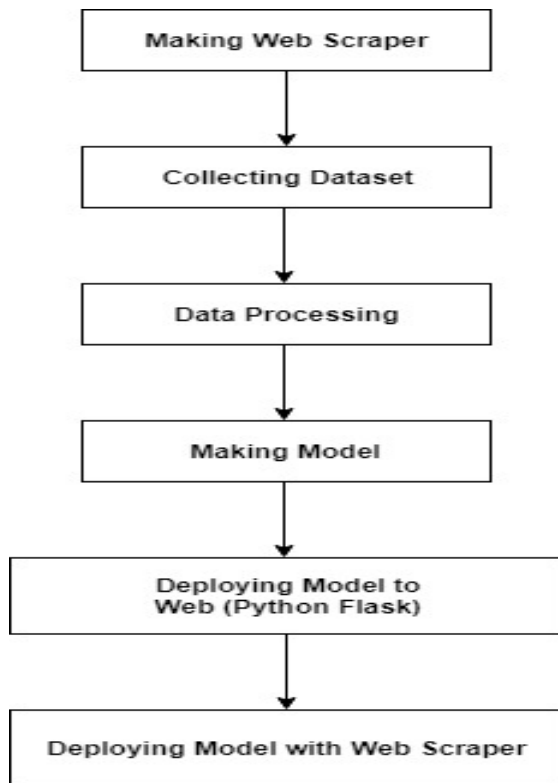 Making Web Scraper
Collecting Dataset
Data Processing
Making Model
Deploying Model to
Web (Python Flask)
Deploying Model with Web Scraper